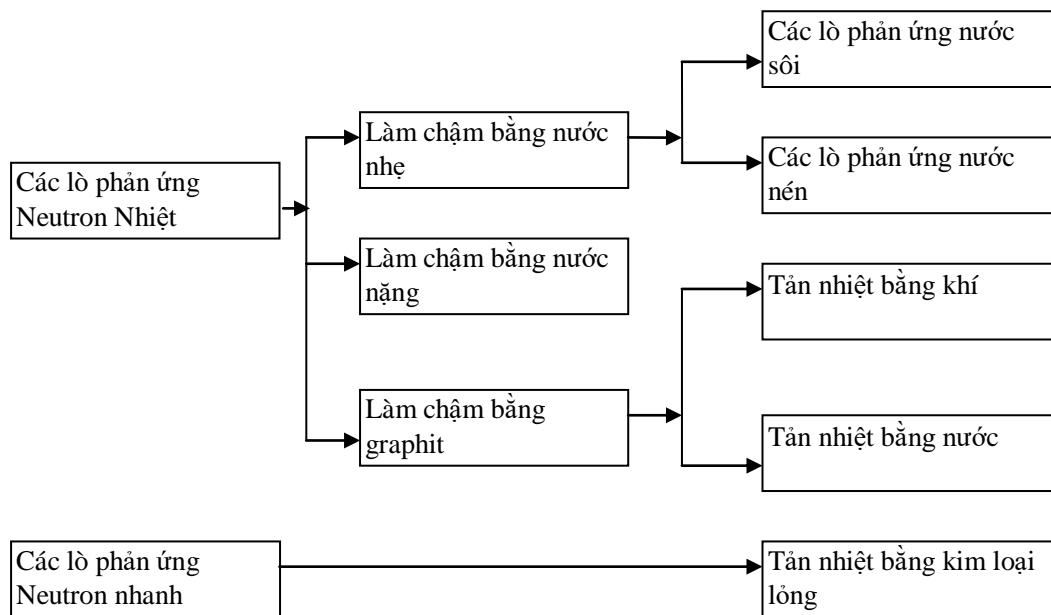 Các lò phản ứng nước
sôi
Làm chậm bằng nước
nhẹ
Các lò phản ứng nước
nén
Các lò phản ứng
Neutron Nhiệt
Làm chậm bằng nước
nặng
Tản nhiệt bằng khí
Làm chậm bằng
graphit
Tản nhiệt bằng nước
Các lò phản ứng
Neutron nhanh
Tản nhiệt bằng kim loại
lỏng